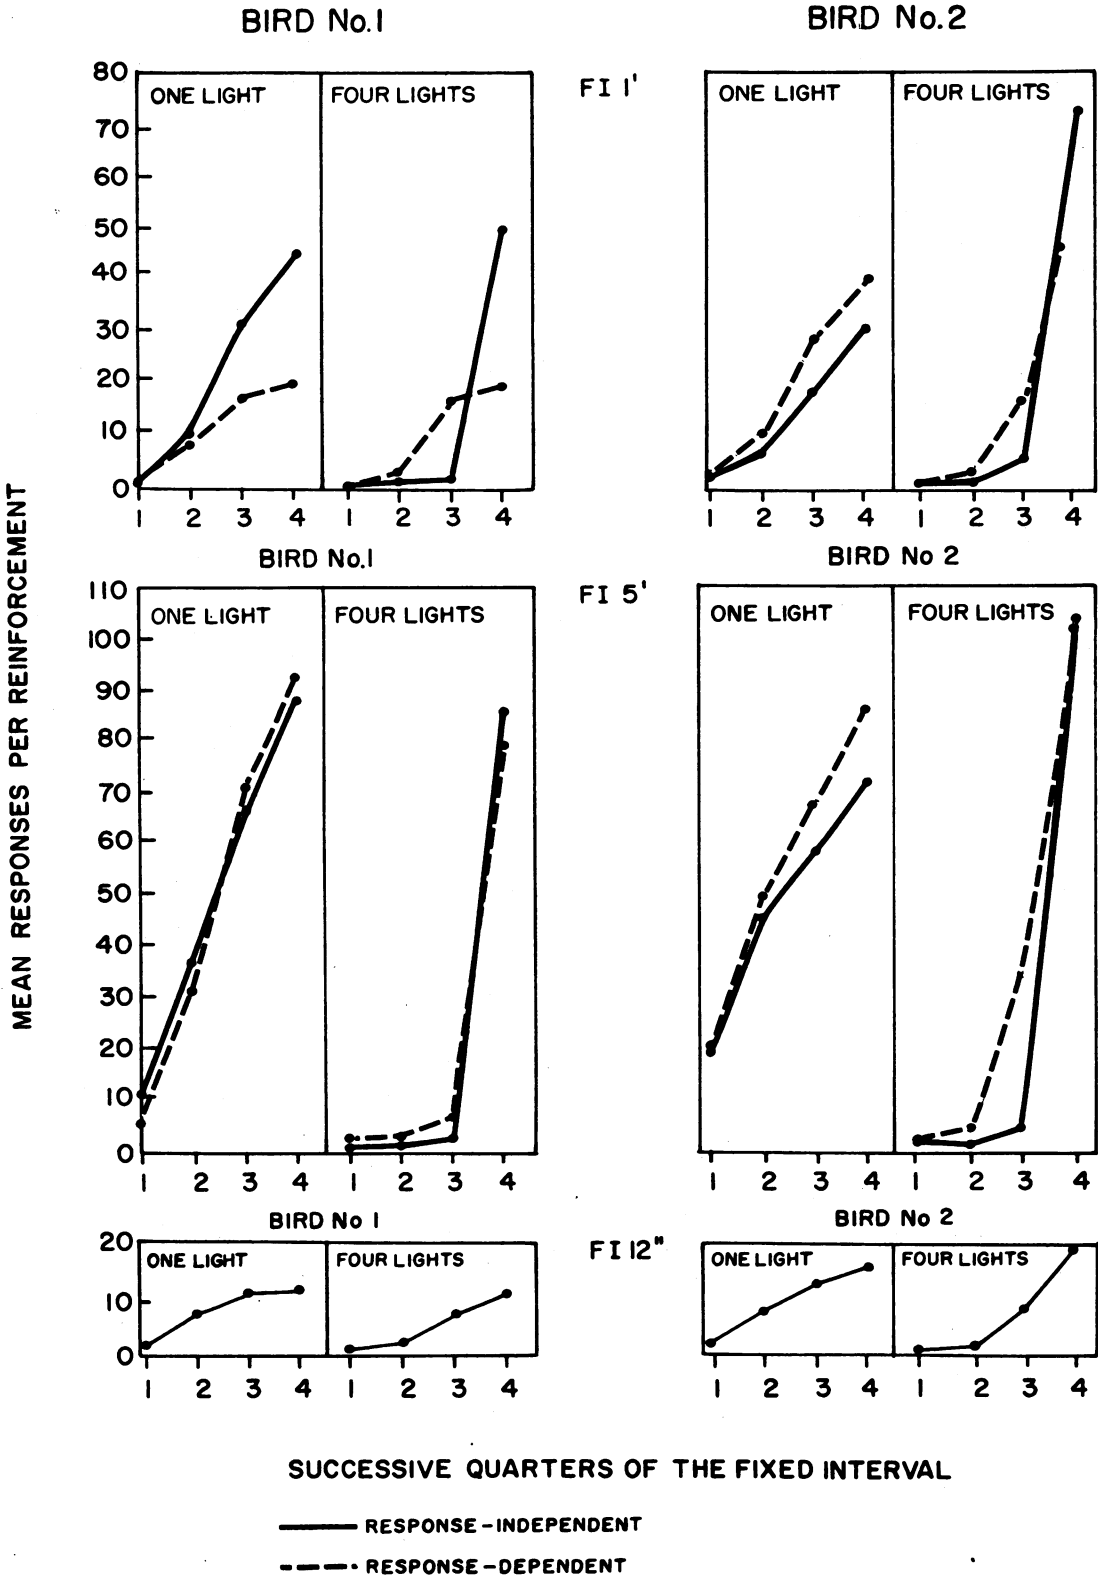 BIRD No.1
BIRD No.2
80
70
60
50
40
30
20
10
0
ONE LIGHT
FOUR LIGHTS
FI 1'
ONE LIGHT
FOUR LIGHTS
1 2 3 4 1 2 3 4
1 2 3 4 1 2 3 4
BIRD No.1
BIRD No 2
110
100
90
80
70
60
50
40
30
20
10
0
ONE LIGHT
FOUR LIGHTS
FI 5'
ONE LIGHT
FOUR LIGHTS
1 2 3 4 1 2 3 4
1 2 3 4 1 2 3 4
BIRD No 1
BIRD No 2
20
10
0
ONE LIGHT
FOUR LIGHTS
FI 12"
ONE LIGHT
FOUR LIGHTS
1 2 3 4 1 2 3 4
1 2 3 4 1 2 3 4
MEAN RESPONSES PER REINFORCEMENT
SUCCESSIVE QUARTERS OF THE FIXED INTERVAL
RESPONSE-INDEPENDENT
RESPONSE-DEPENDENT